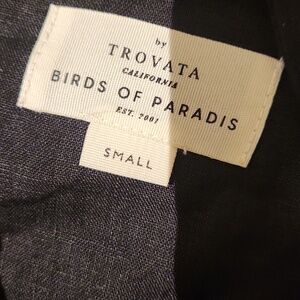 by
TROVATA
CALIFORNIA
BIRDS OF PARADIS
EST. 2001
SMALL